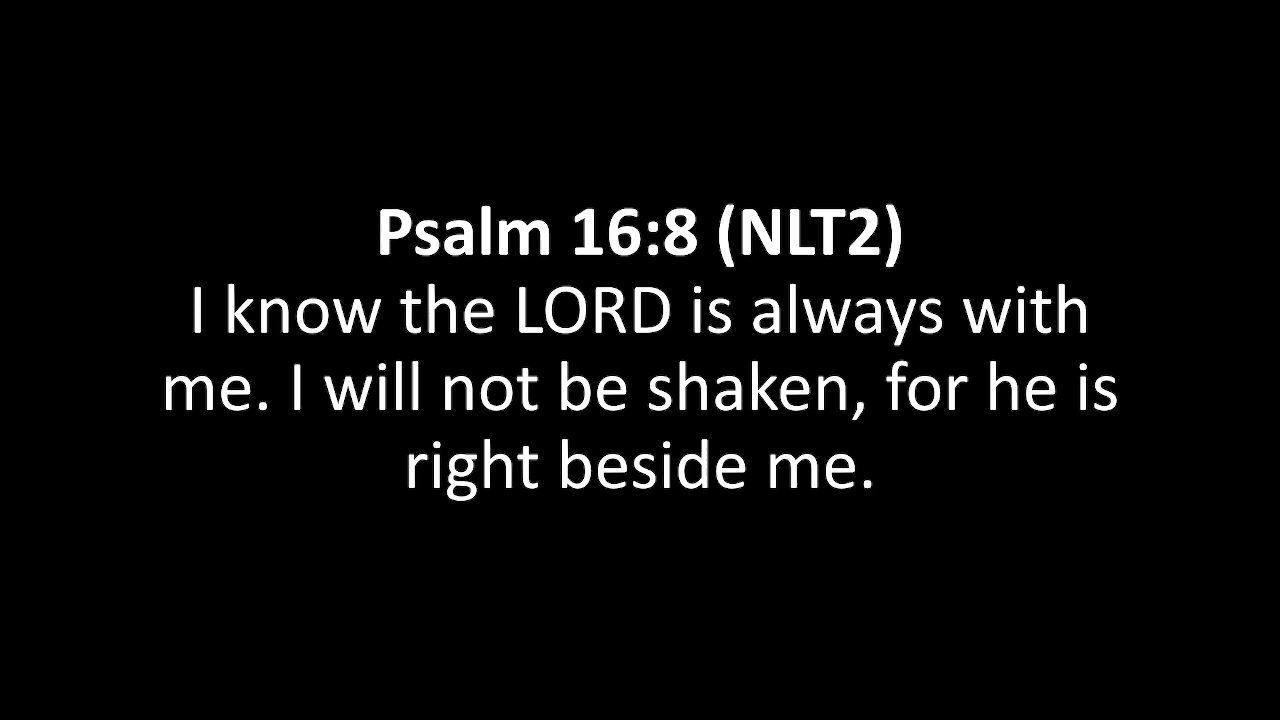 Psalm 16:8 (NLT2)
I know the LORD is always with
me. I will not be shaken, for he is
right beside me.